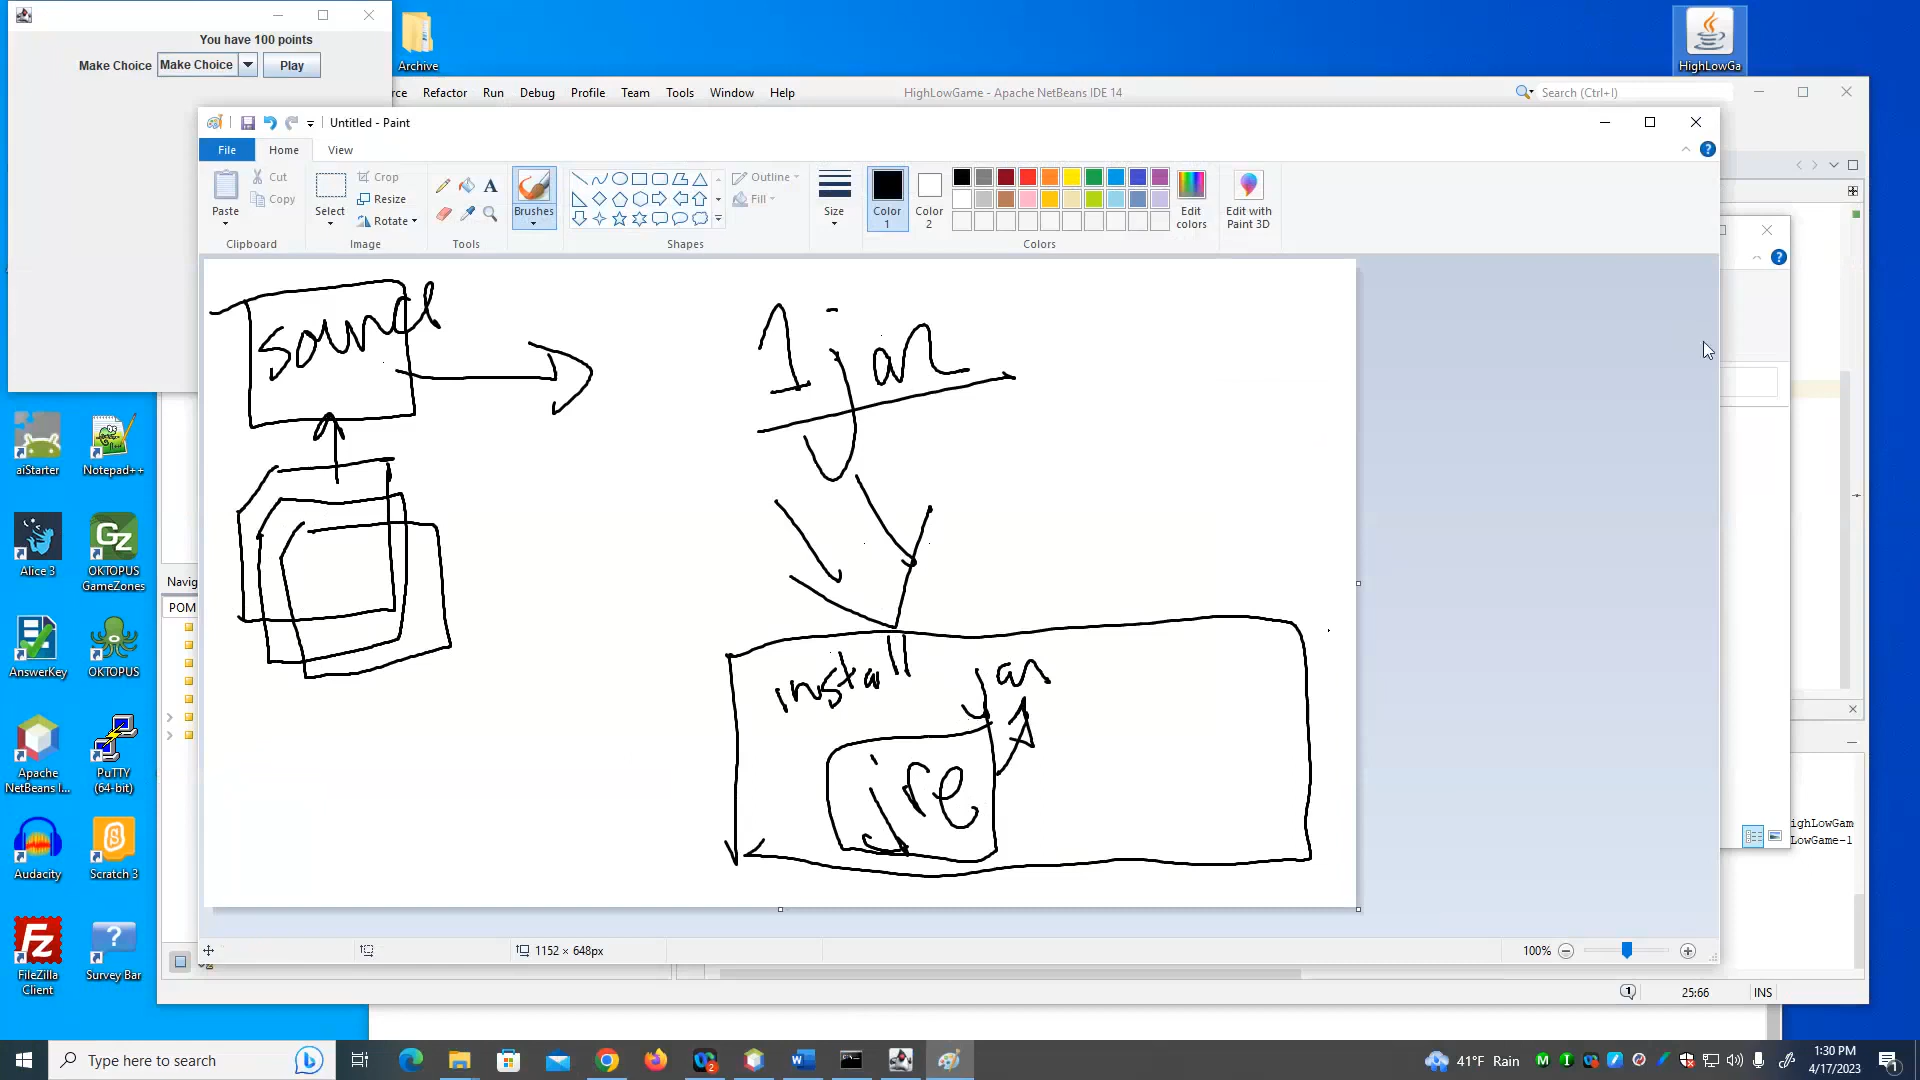 You have 100 points
Make Choice Make Choice Play
Archive
HighLowGa
rce Refactor Run Debug Profile Team Tools Window Help HighLowGame - Apache NetBeans IDE 14 Search (Ctrl+I)
Untitled - Paint
File Home View
Paste Cut Copy
Clipboard
Select Crop Resize Rotate
Image
A
Tools
Brushes
Outline Fill
Shapes
Size
Color 1
Color 2
Edit colors
Colors
Edit with Paint 3D
sound
1 jar
install jar
jre
aiStarter Notepad++
Alice 3 OKTOPUS GameZones
AnswerKey OKTOPUS
Apache NetBeans I... PuTTY (64-bit)
Audacity Scratch 3
FileZilla Client Survey Bar
Navig
POM
ighLowGam
LowGame-1
1152 × 648px 100%
1 25:66 INS
Type here to search 41°F Rain 1:30 PM
4/17/2023